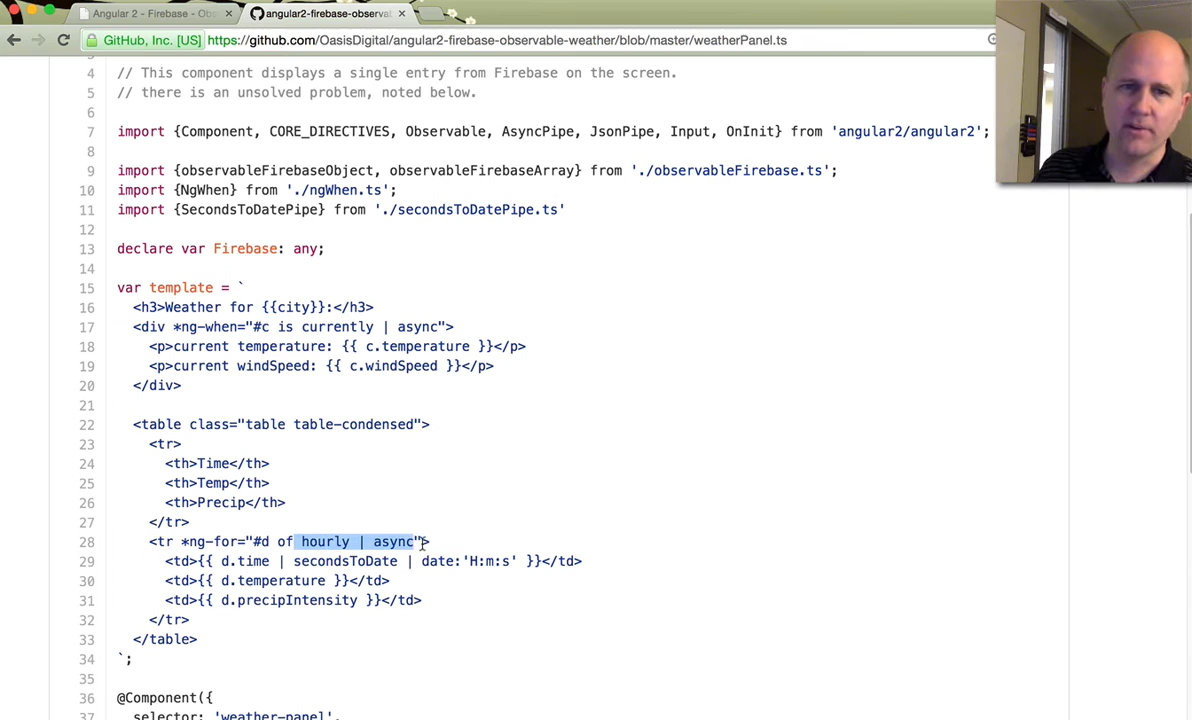 Angular 2 - Firebase - Obs
angular2-firebase-observab
GitHub, Inc. [US]
https://github.com/OasisDigital/angular2-firebase-observable-weather/blob/master/weatherPanel.ts
4 // This component displays a single entry from Firebase on the screen.
5 // there is an unsolved problem, noted below.
6
7 import {Component, CORE_DIRECTIVES, Observable, AsyncPipe, JsonPipe, Input, OnInit} from 'angular2/angular2';
8
9 import {observableFirebaseObject, observableFirebaseArray} from './observableFirebase.ts';
10 import {NgWhen} from './ngWhen.ts';
11 import {SecondsToDatePipe} from './secondsToDatePipe.ts'
12
13 declare var Firebase: any;
14
15 var template = `
16 <h3>Weather for {{city}}:</h3>
17 <div *ng-when="#c is currently | async">
18 <p>current temperature: {{ c.temperature }}</p>
19 <p>current windSpeed: {{ c.windSpeed }}</p>
20 </div>
21
22 <table class="table table-condensed">
23 <tr>
24 <th>Time</th>
25 <th>Temp</th>
26 <th>Precip</th>
27 </tr>
28 <tr *ng-for="#d of hourly | async">
29 <td>{{ d.time | secondsToDate | date:'H:m:s' }}</td>
30 <td>{{ d.temperature }}</td>
31 <td>{{ d.precipIntensity }}</td>
32 </tr>
33 </table>
34 `;
35
36 @Component({
37 selector: 'weather-panel',